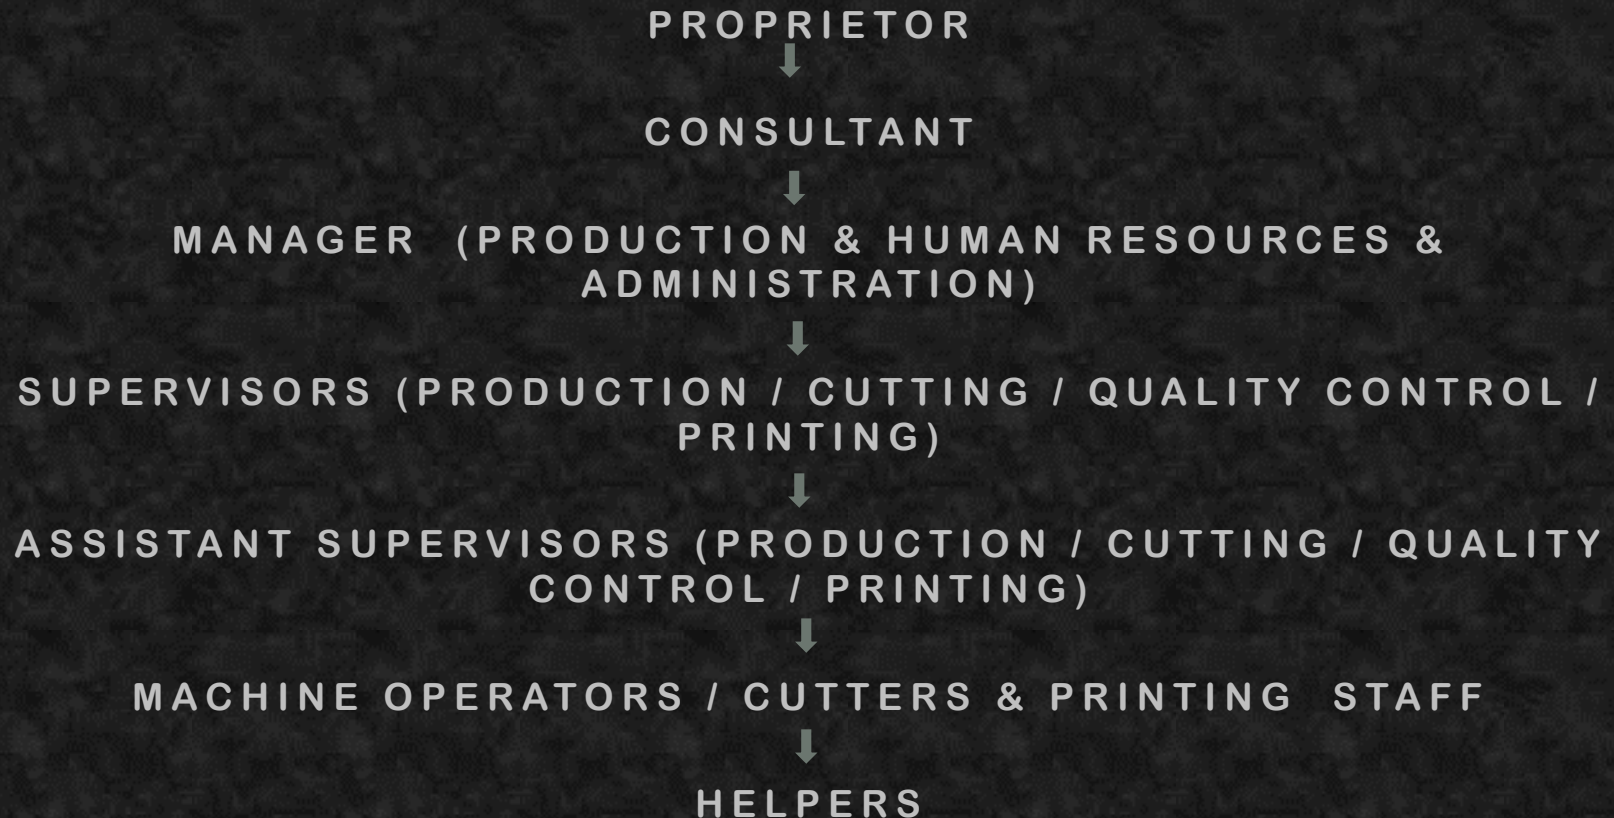 PROPRIETOR
CONSULTANT
MANAGER (PRODUCTION & HUMAN RESOURCES &
ADMINISTRATION)
SUPERVISORS (PRODUCTION / CUTTING / QUALITY CONTROL /
PRINTING)
ASSISTANT SUPERVISORS (PRODUCTION / CUTTING / QUALITY
CONTROL / PRINTING)
MACHINE OPERATORS / CUTTERS & PRINTING STAFF
HELPERS